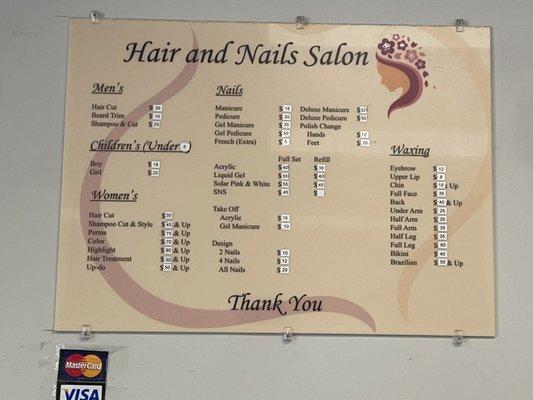 Hair and Nails Salon
Men's
Hair Cut $ 20
Beard Trim $ 10
Shampoo & Cut $ 25
Children's (Under 6)
Boy $ 18
Girl $ 20
Women's
Hair Cut $ 30
Shampoo Cut & Style $ 45 & Up
Perms $ 75 & Up
Color $ 70 & Up
Highlight $ 90 & Up
Hair Treatment $ 30 & Up
Up-do $ 50 & Up
Nails
Manicure $ 18
Pedicure $ 30
Gel Manicure $ 35
Gel Pedicure $ 50
French (Extra) $ 5
Deluxe Manicure $
Deluxe Pedicure $ 50
Polish Change
Hands $ 12
Feet $ 20
Full Set Refill
Acrylic $ 40 $ 30
Liquid Gel $ 55 $ 40
Solar Pink & White $ 55 $ 45
SNS $ 45 $
Take Off
Acrylic $ 15
Gel Manicure $ 10
Design
2 Nails $ 10
4 Nails $ 12
All Nails $ 20
Waxing
Eyebrow $ 12
Upper Lip $ 8
Chin $ 10 Up
Full Face $ 35
Back $ 40 & Up
Under Arm $ 25
Half Arm $ 20
Full Arm $ 35
Half Leg $ 35
Full Leg $ 60
Bikini $ 40
Brazilian $ 50 & Up
Thank You
MasterCard
VISA